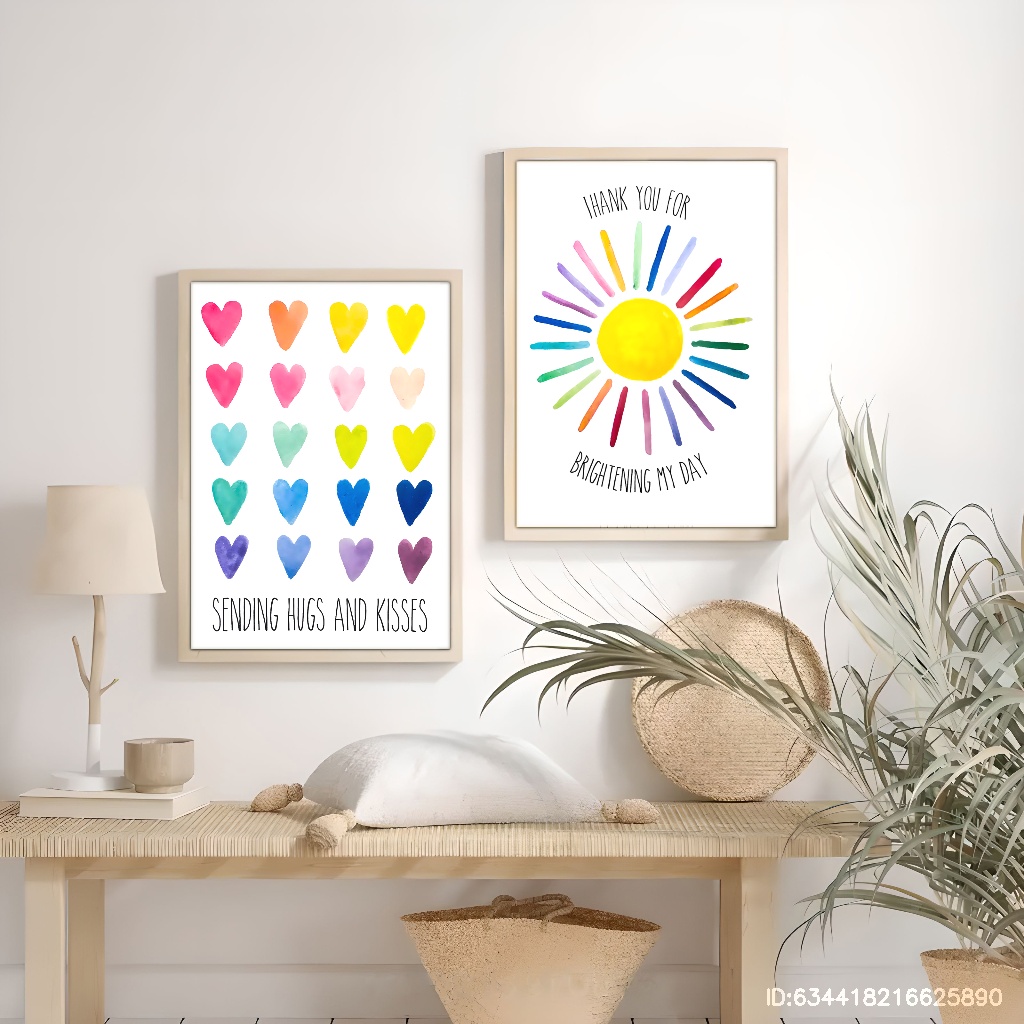 THANK YOU FOR
BRIGHTENING MY DAY
SENDING HUGS AND KISSES
ID:634418216625890